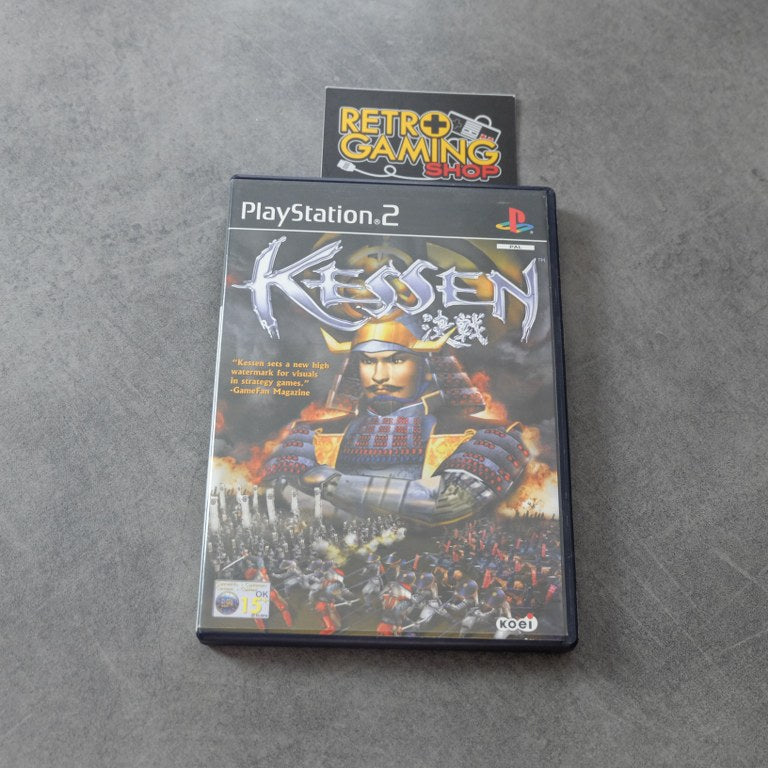 RETRO
GAMING
SHOP
PlayStation®2
PAL
KESSEN™
決戦
"Kessen sets a new high
watermark for visuals
in strategy games."
-GameFan Magazine
OK
15
KOEI